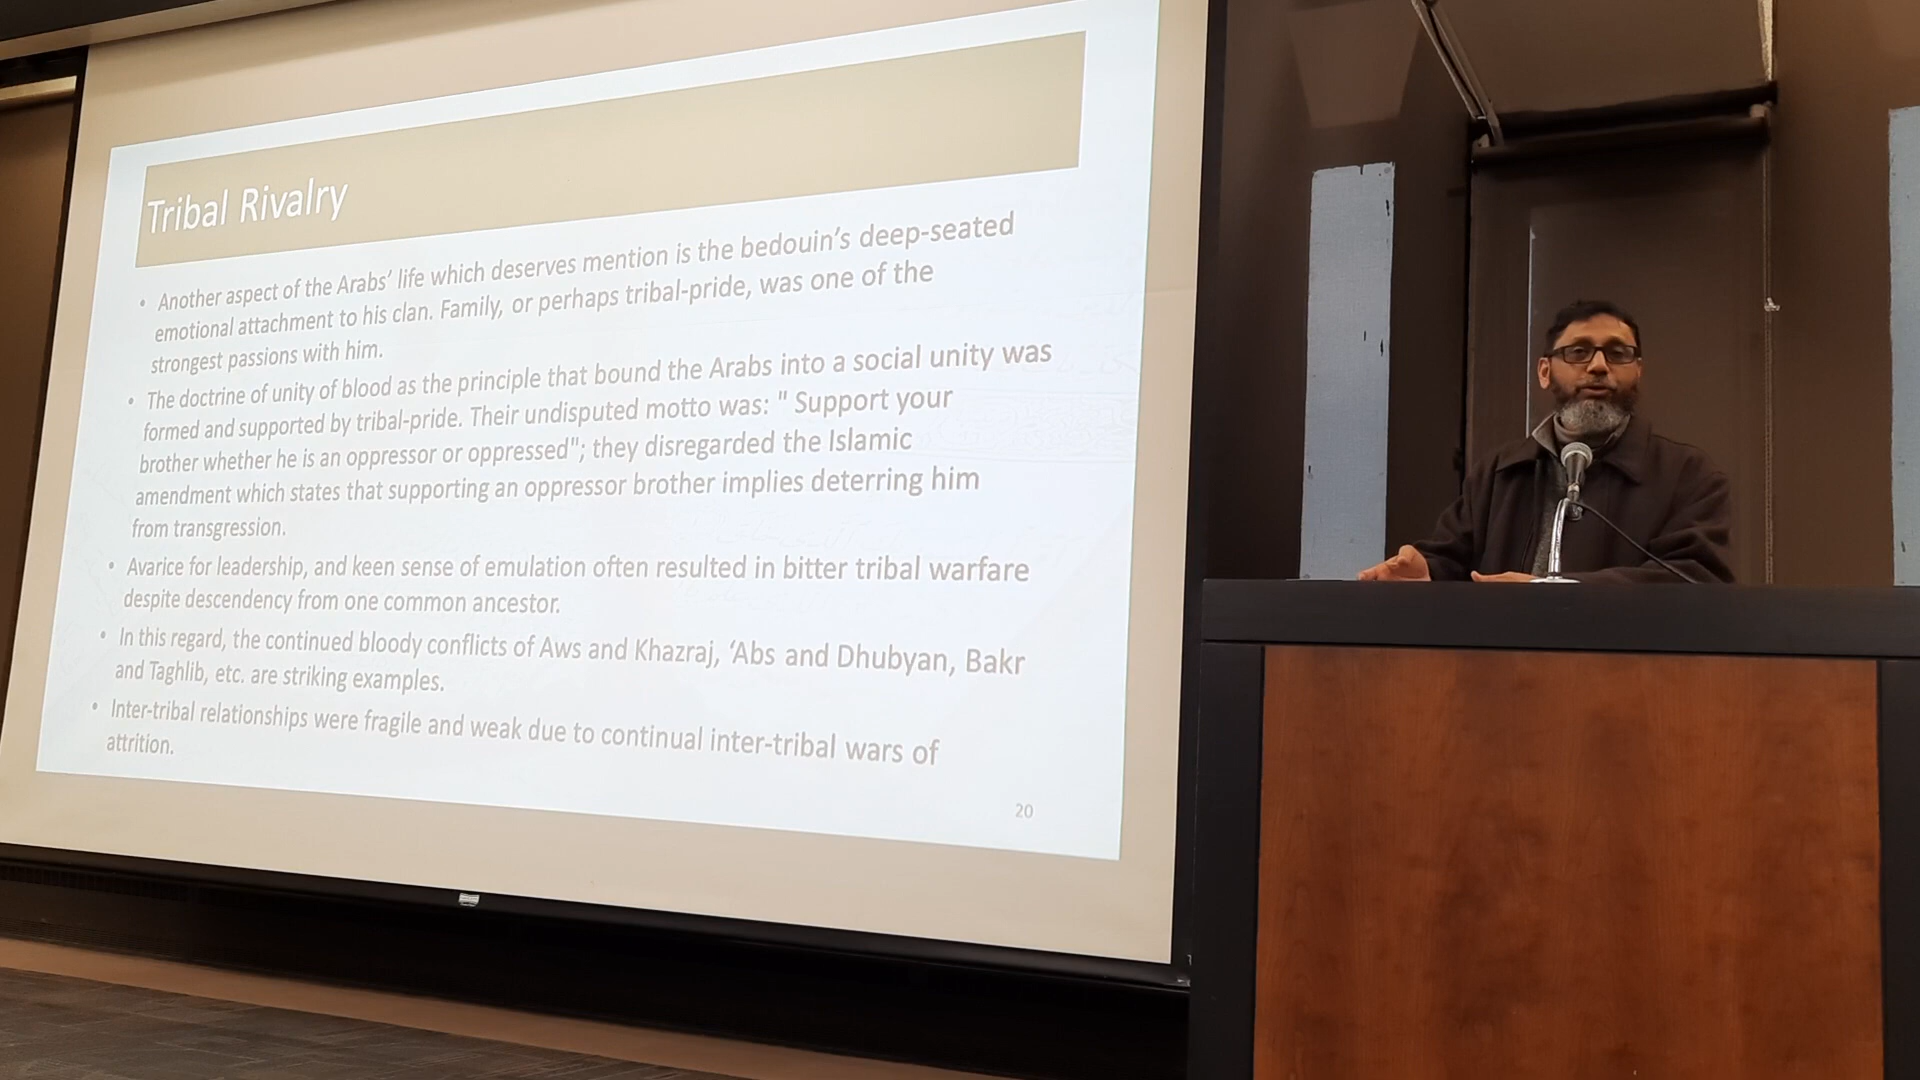 Tribal Rivalry
• Another aspect of the Arabs’ life which deserves mention is the bedouin’s deep-seated
emotional attachment to his clan. Family, or perhaps tribal-pride, was one of the
strongest passions with him.
• The doctrine of unity of blood as the principle that bound the Arabs into a social unity was
formed and supported by tribal-pride. Their undisputed motto was: " Support your
brother whether he is an oppressor or oppressed"; they disregarded the Islamic
amendment which states that supporting an oppressor brother implies deterring him
from transgression.
• Avarice for leadership, and keen sense of emulation often resulted in bitter tribal warfare
despite descendency from one common ancestor.
• In this regard, the continued bloody conflicts of Aws and Khazraj, ‘Abs and Dhubyan, Bakr
and Taghlib, etc. are striking examples.
• Inter-tribal relationships were fragile and weak due to continual inter-tribal wars of
attrition.
20